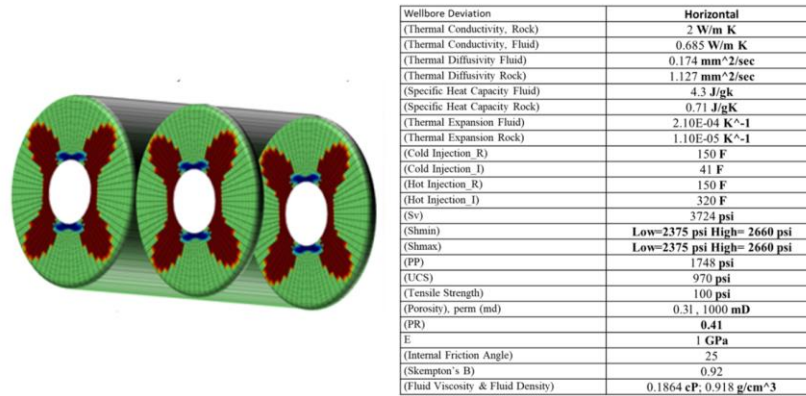 Wellbore Deviation Horizontal
(Thermal Conductivity, Rock) 2 W/m K
(Thermal Conductivity, Fluid) 0.685 W/m K
(Thermal Diffusivity Fluid) 0.174 mm^2/sec
(Thermal Diffusivity Rock) 1.127 mm^2/sec
(Specific Heat Capacity Fluid) 4.3 J/gk
(Specific Heat Capacity Rock) 0.71 J/gK
(Thermal Expansion Fluid) 2.10E-04 K^-1
(Thermal Expansion Rock) 1.10E-05 K^-1
(Cold Injection_R) 150 F
(Cold Injection_I) 41 F
(Hot Injection_R) 150 F
(Hot Injection_I) 320 F
(Sv) 3724 psi
(Shmin) Low=2375 psi High= 2660 psi
(Shmax) Low=2375 psi High= 2660 psi
(PP) 1748 psi
(UCS) 970 psi
(Tensile Strength) 100 psi
(Porosity), perm (md) 0.31 , 1000 mD
(PR) 0.41
E 1 GPa
(Internal Friction Angle) 25
(Skempton's B) 0.92
(Fluid Viscosity & Fluid Density) 0.1864 cP; 0.918 g/cm^3